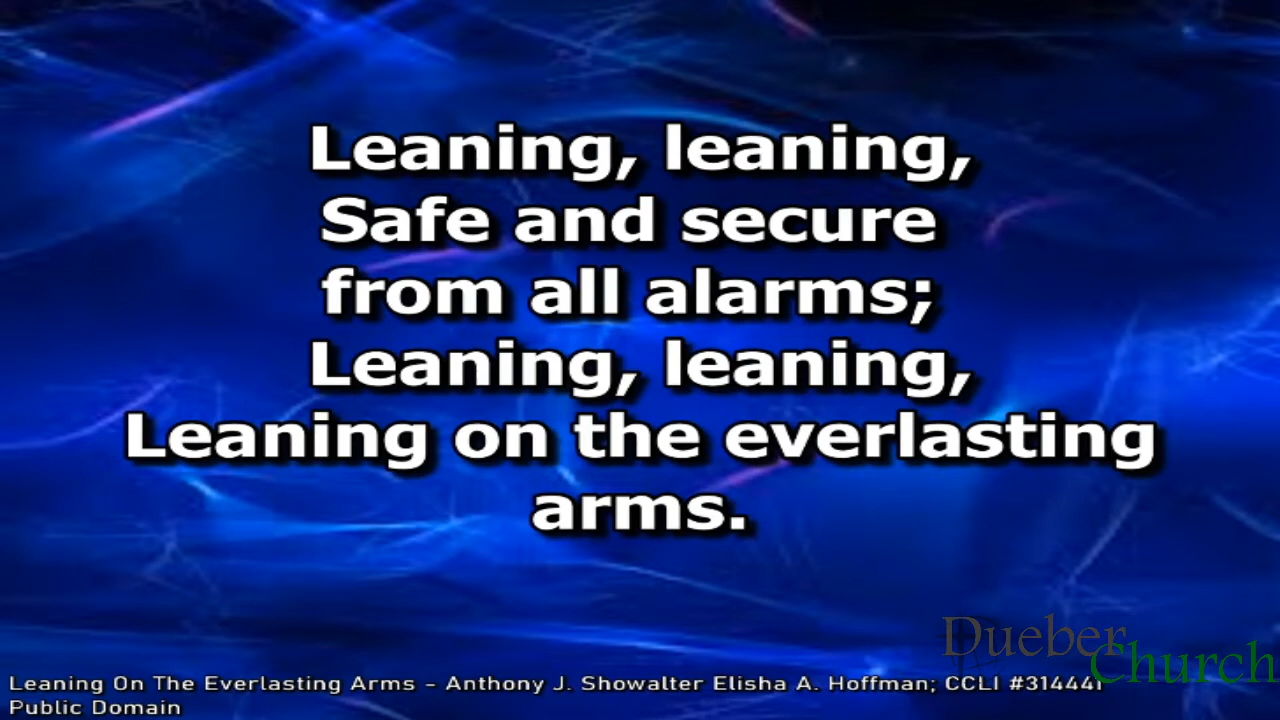 Leaning, leaning,
Safe and secure
from all alarms;
Leaning, leaning,
Leaning on the everlasting
arms.
Dueber
Church
Leaning On The Everlasting Arms - Anthony J. Showalter Elisha A. Hoffman; CCLI #314441
Public Domain